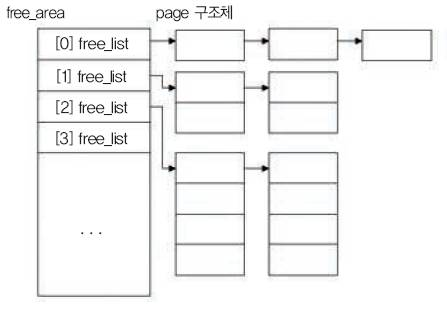 free_area page 구조체
[0] free_list
[1] free_list
[2] free_list
[3] free_list
...